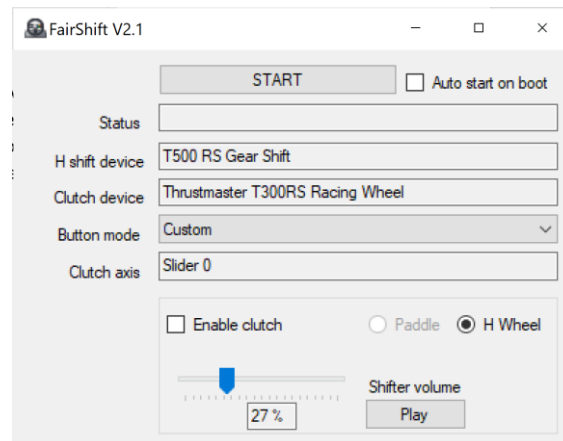 FairShift V2.1
START
Auto start on boot
Status
H shift device T500 RS Gear Shift
Clutch device Thrustmaster T300RS Racing Wheel
Button mode Custom
Clutch axis Slider 0
Enable clutch Paddle H Wheel
Shifter volume
27 % Play